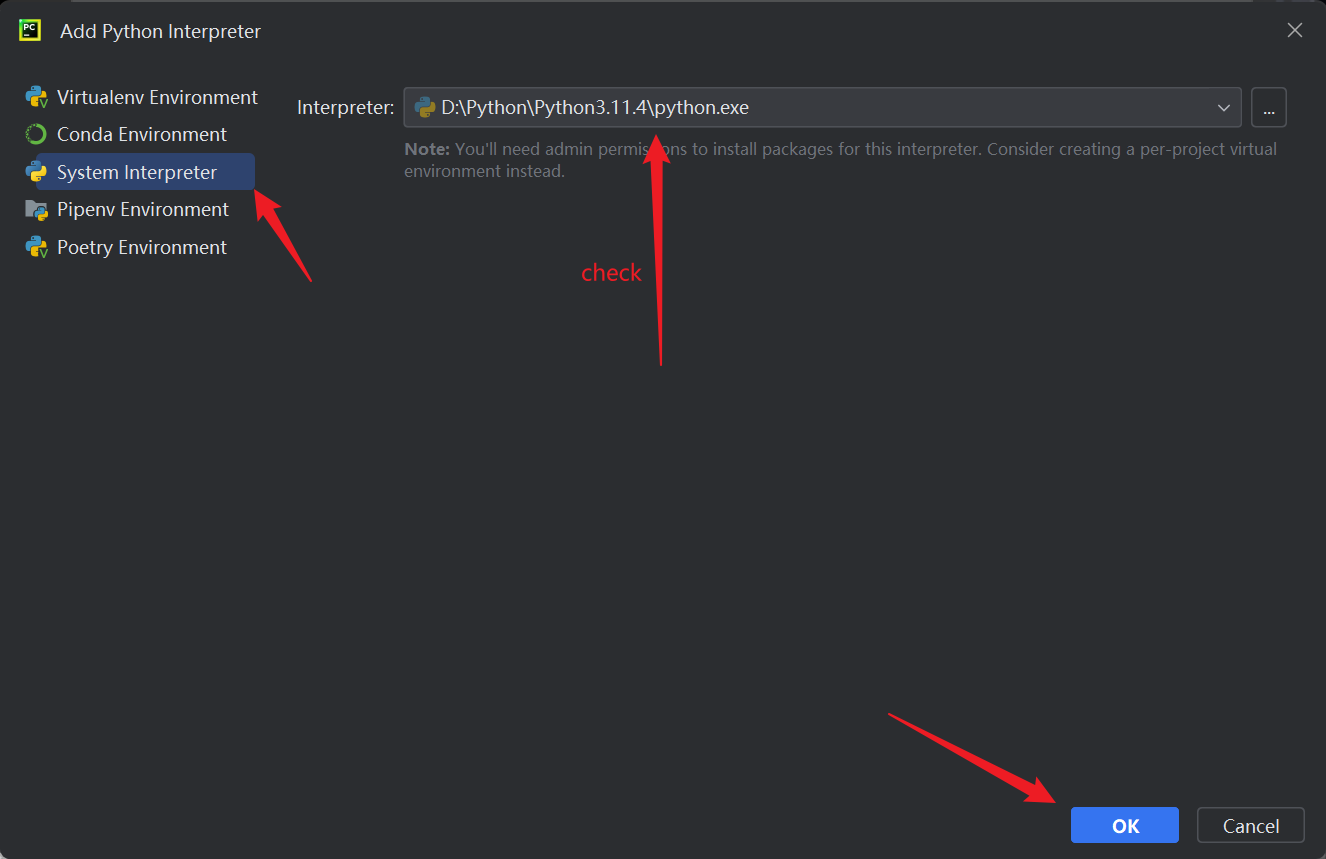 PC
Add Python Interpreter
Virtualenv Environment
Conda Environment
System Interpreter
Pipenv Environment
Poetry Environment
Interpreter: D:\Python\Python3.11.4\python.exe ...
Note: You'll need admin permissions to install packages for this interpreter. Consider creating a per-project virtual
environment instead.
check
OK Cancel